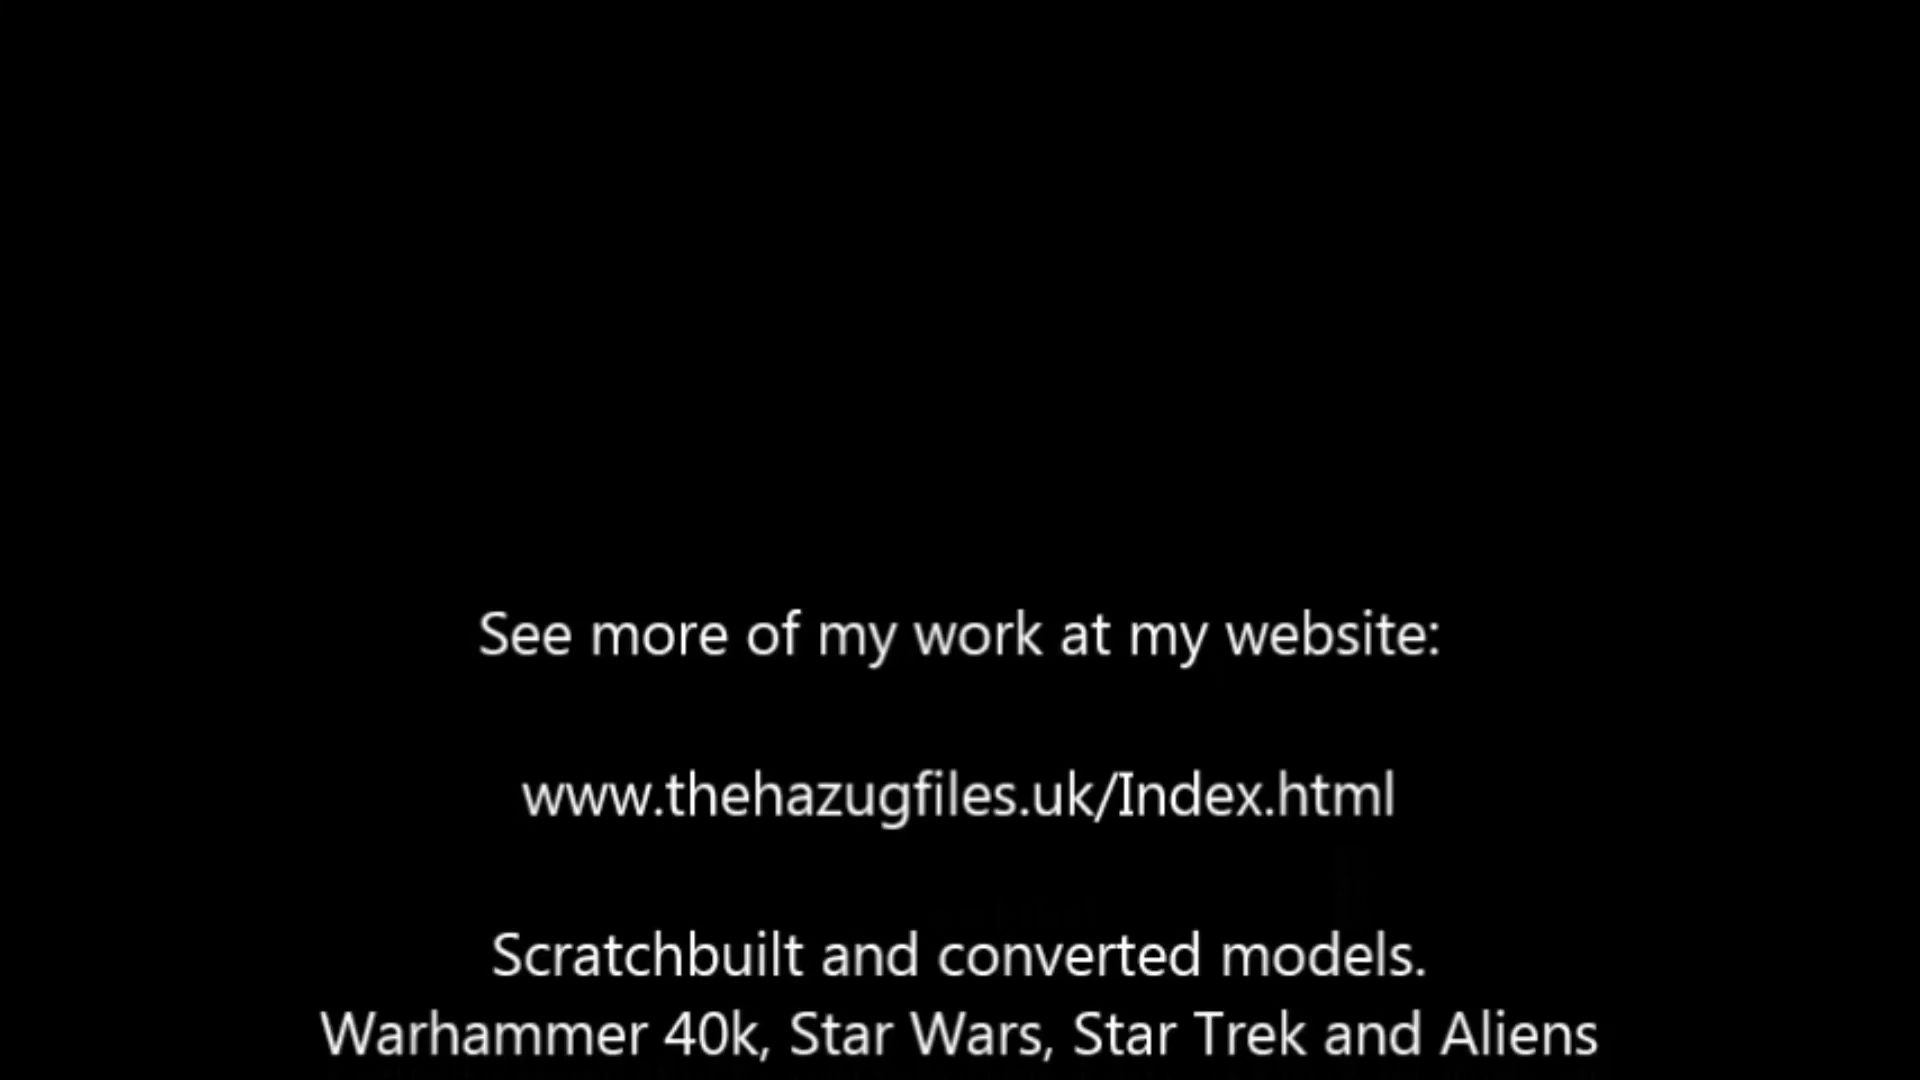 See more of my work at my website:
www.thehazugfiles.uk/Index.html
Scratchbuilt and converted models.
Warhammer 40k, Star Wars, Star Trek and Aliens